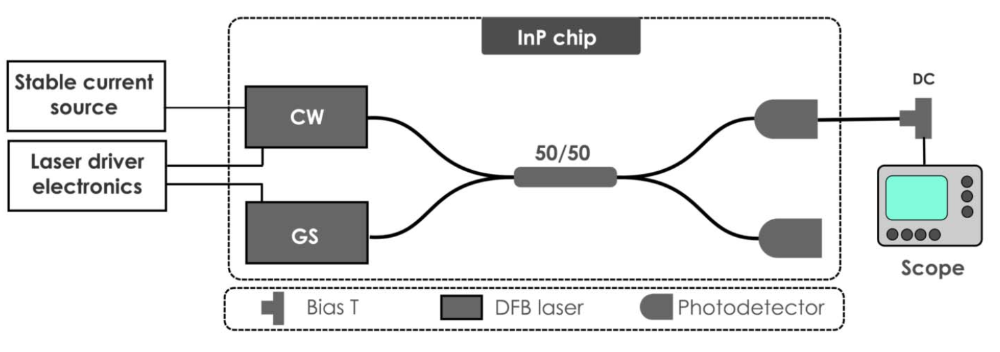 InP chip
Stable current
source
CW
DC
Laser driver
electronics
50/50
GS
Scope
Bias T
DFB laser
Photodetector